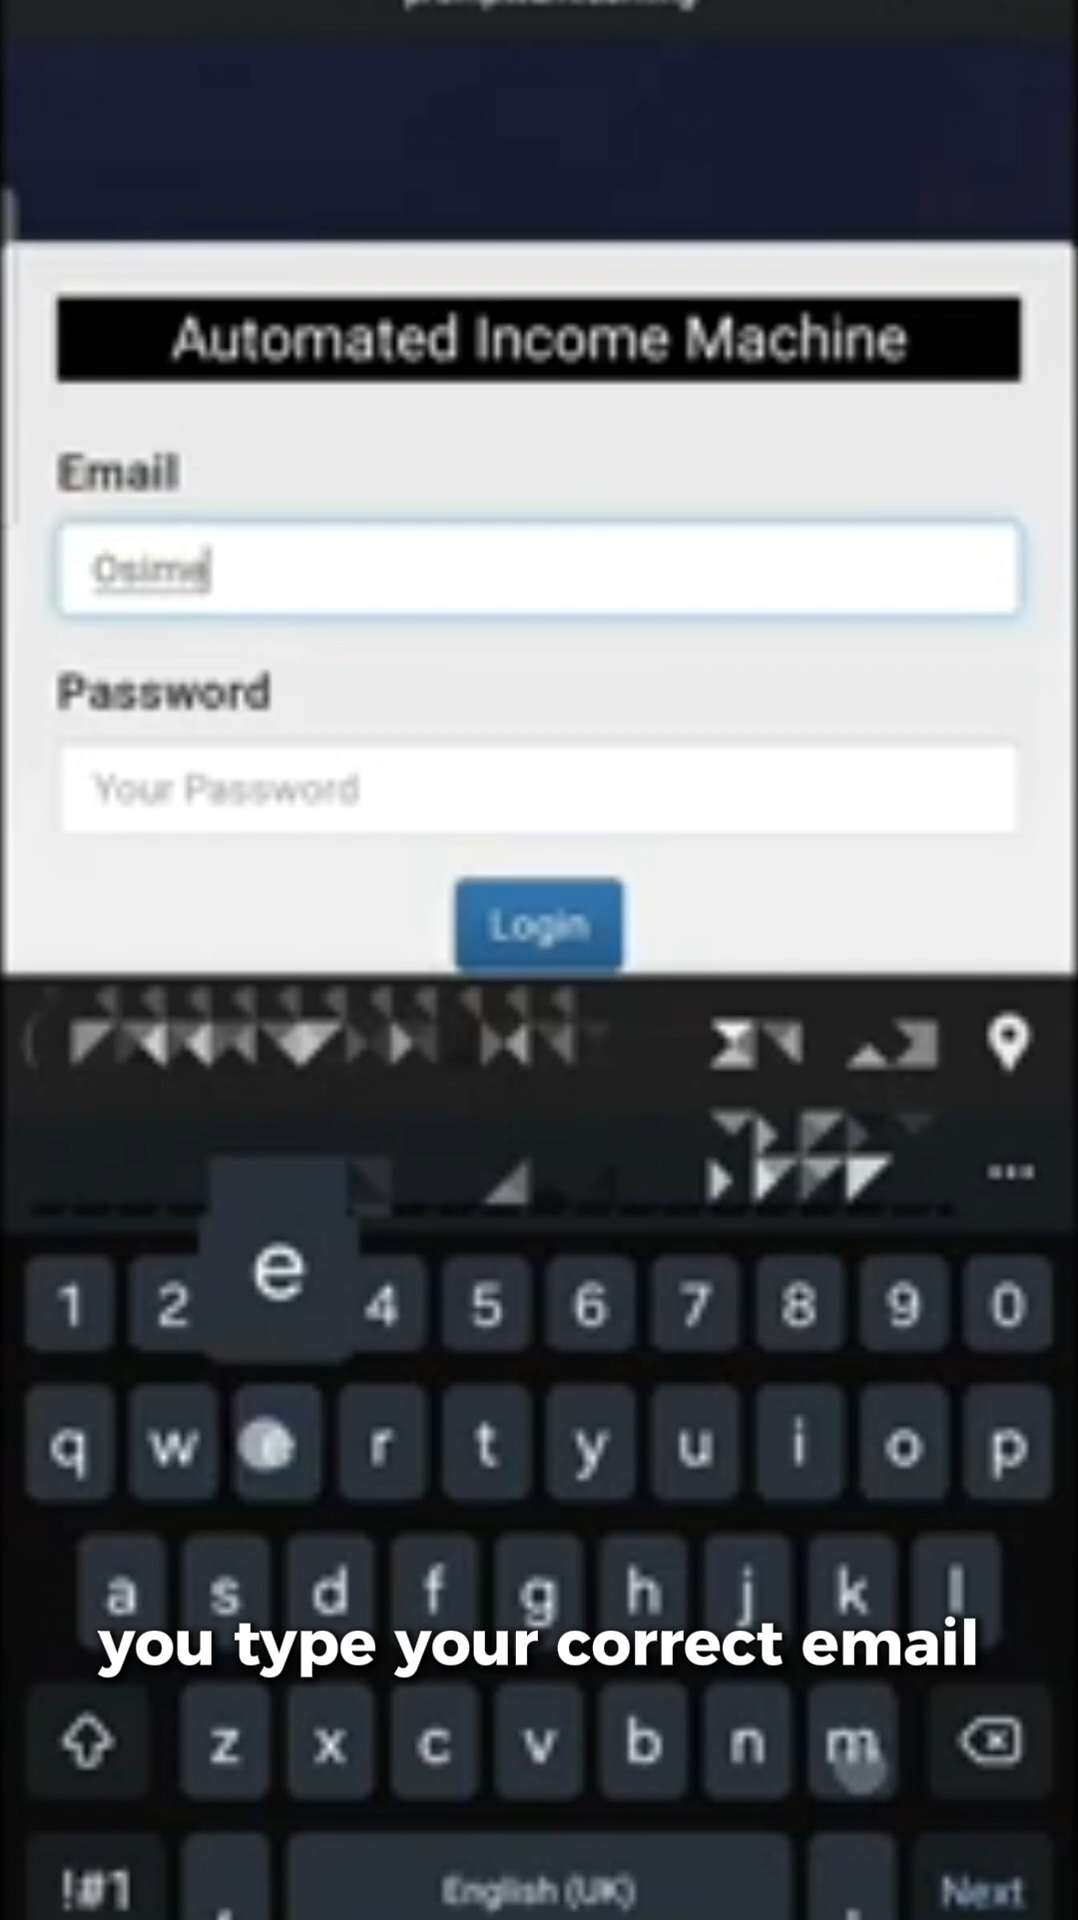 Automated Income Machine
Email
Osime
Password
Your Password
Login
e
1 2 4 5 6 7 8 9 0
q w e r t y u i o p
a s d f g h j k l
you type your correct email
z x c v b n m
!#1 , English (UK) . Next